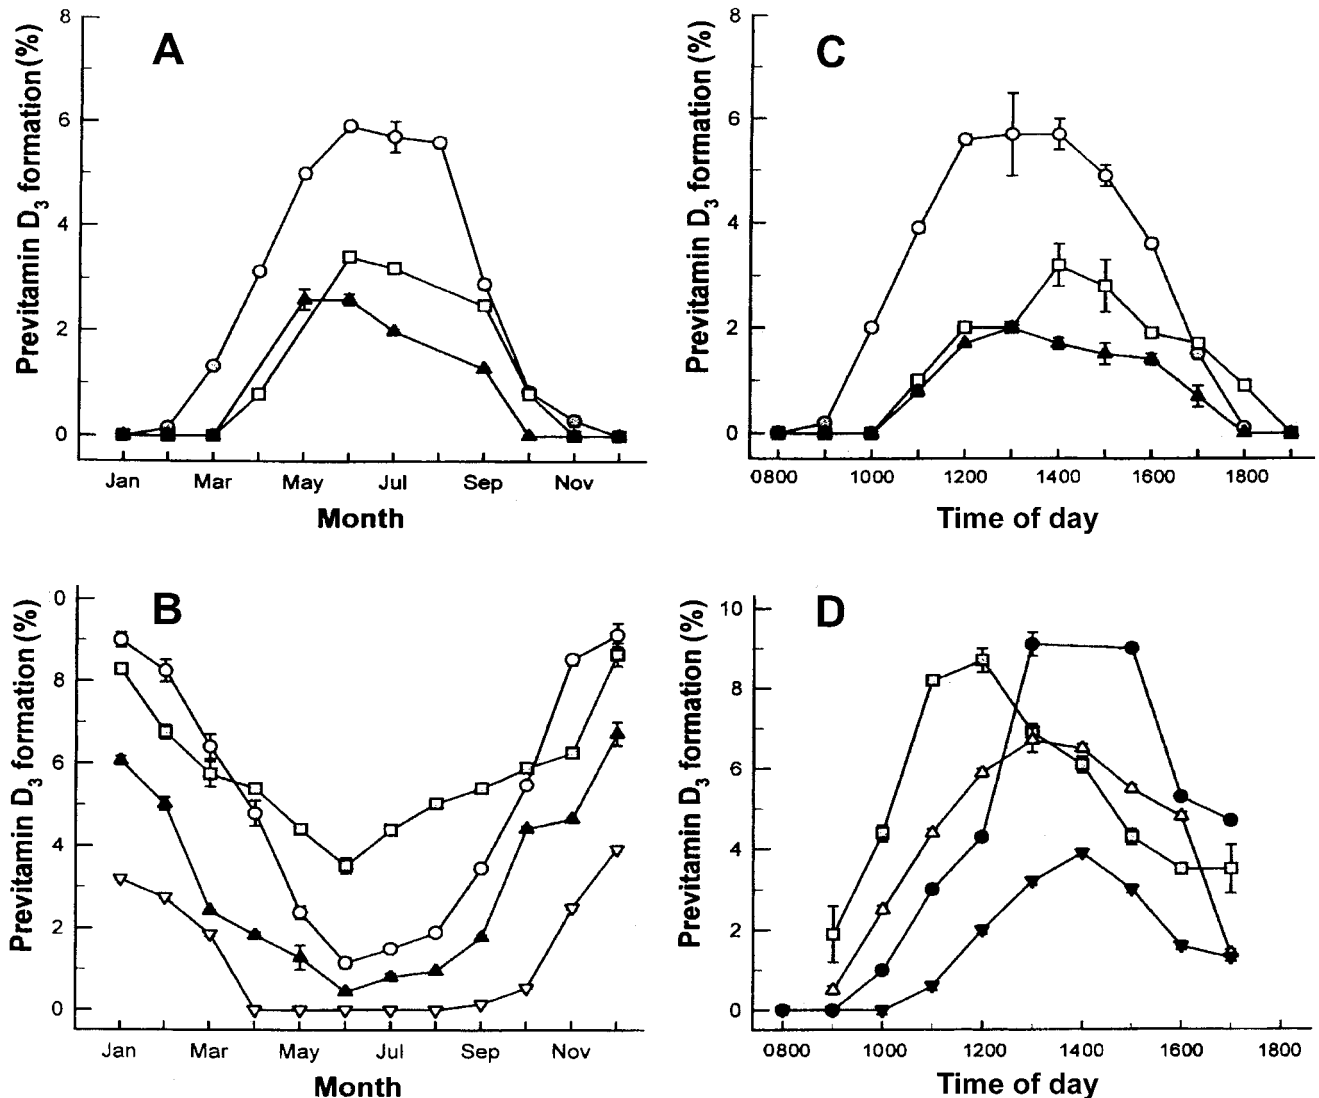 A
Previtamin D3 formation (%)
8
6
4
2
0
Jan Mar May Jul Sep Nov
Month
C
Previtamin D3 formation (%)
8
6
4
2
0
0800 1000 1200 1400 1600 1800
Time of day
B
Previtamin D3 formation (%)
0
8
6
4
2
0
Jan Mar May Jul Sep Nov
Month
D
Previtamin D3 formation (%)
10
8
6
4
2
0
0800 1000 1200 1400 1600 1800
Time of day